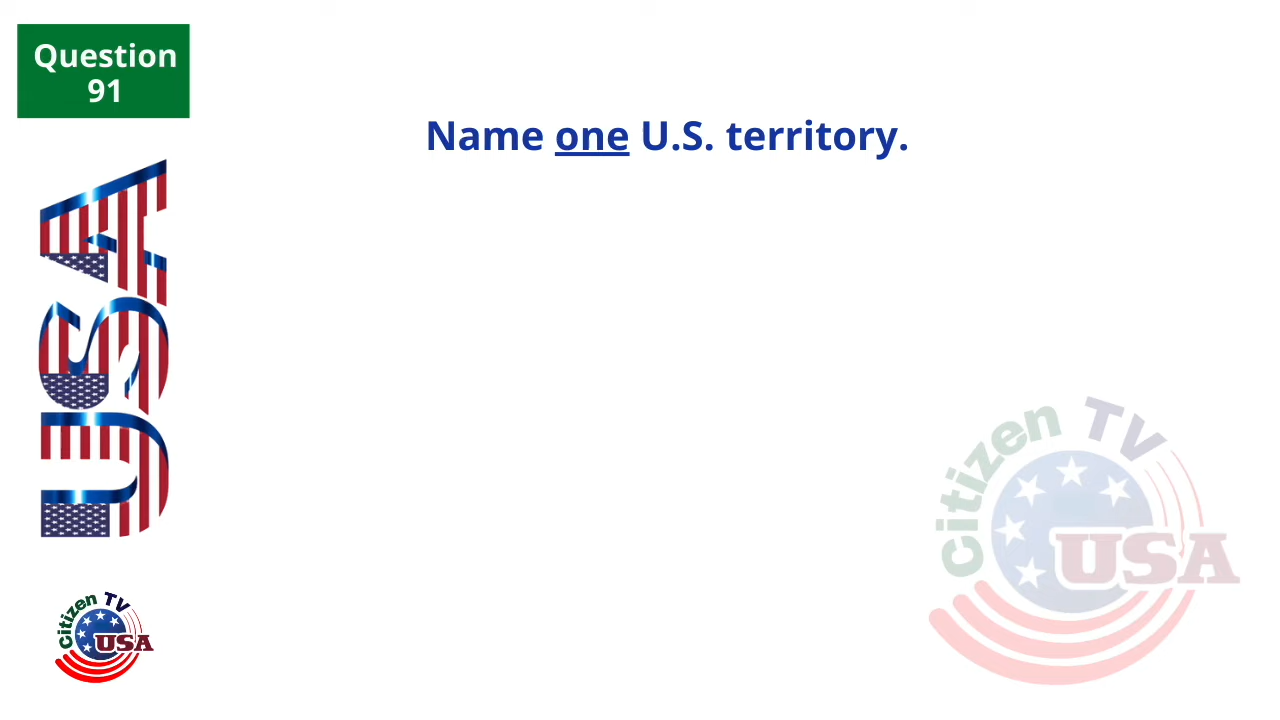 Question
91
Name one U.S. territory.
USA
Citizen TV
USA
Citizen TV
USA